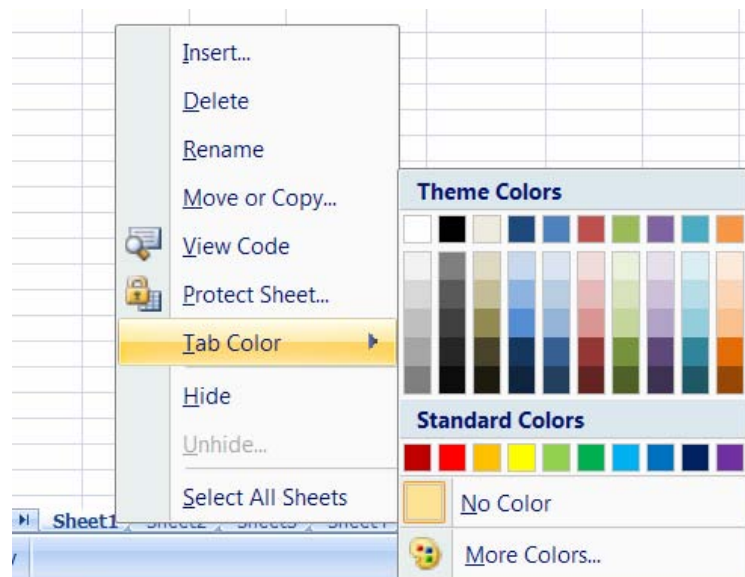 Insert...
Delete
Rename
Move or Copy...
View Code
Protect Sheet...
Tab Color
Hide
Unhide...
Select All Sheets
Theme Colors
Standard Colors
No Color
More Colors...
Sheet1